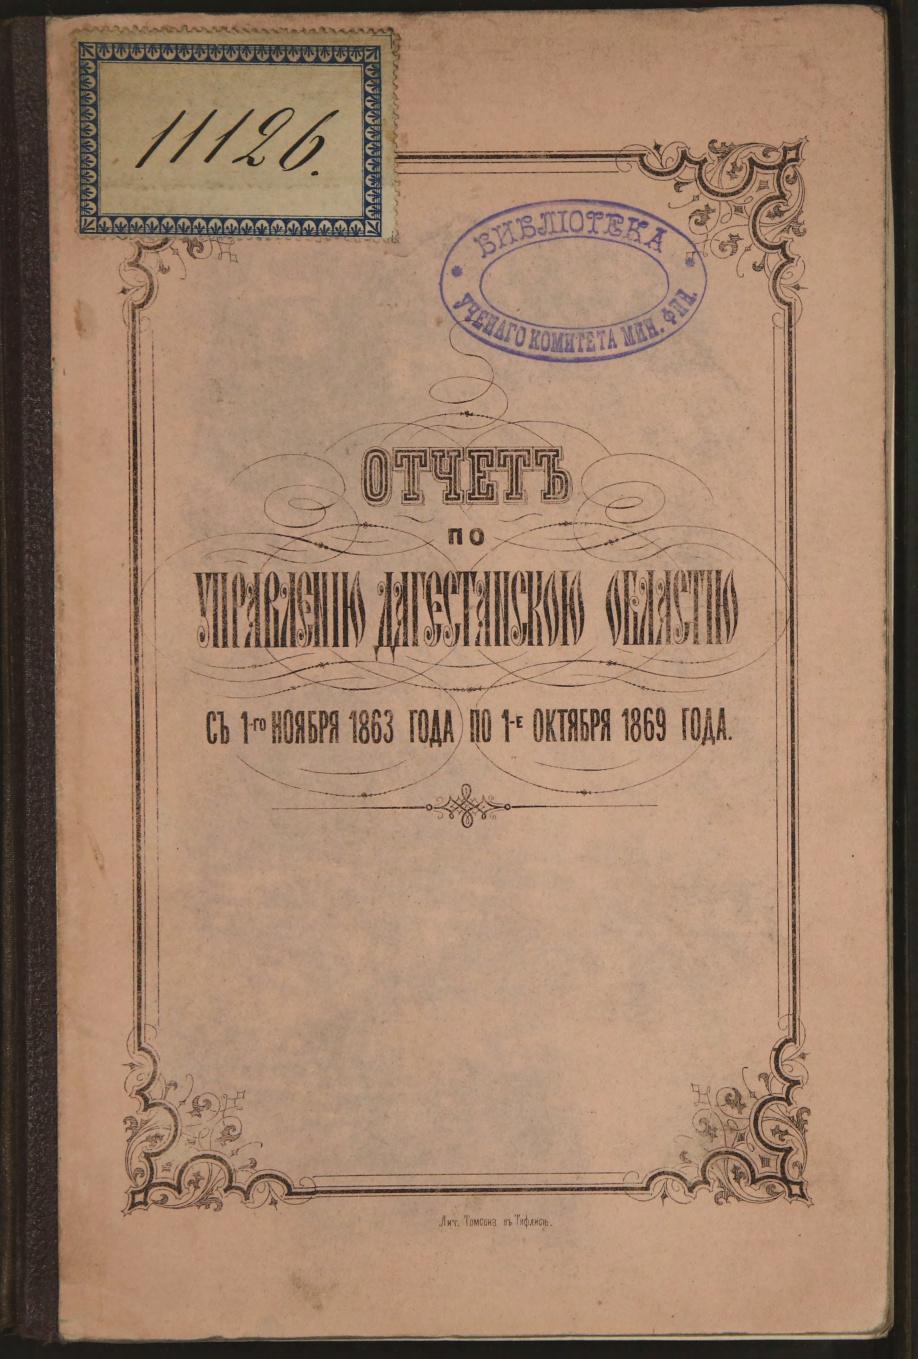 11126.
БИБЛІОТЕКА
УЧЕНАГО КОМИТЕТА МИН. ФИН.
ОТЧЕТЪ
ПО
УПРАВЛЕНІЮ ДАГЕСТАНСКОЮ ОБЛАСТІЮ
СЪ 1-ГО НОЯБРЯ 1863 ГОДА ПО 1-Е ОКТЯБРЯ 1869 ГОДА.
Лит. Томсона въ Тифлисѣ.